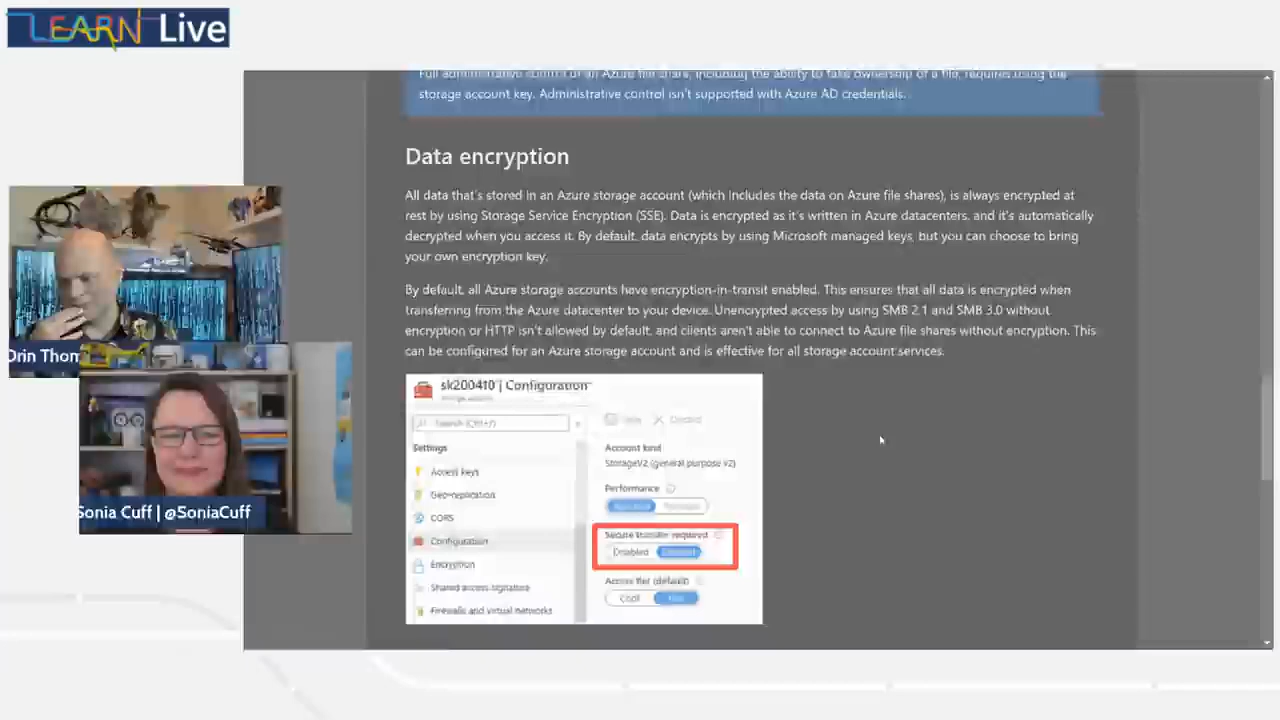 LEARN Live
Full administrative control of an Azure file share, including the ability to take ownership of a file, requires using the
storage account key. Administrative control isn't supported with Azure AD credentials.
Data encryption
All data that's stored in an Azure storage account (which includes the data on Azure file shares), is always encrypted at
rest by using Storage Service Encryption (SSE). Data is encrypted as it's written in Azure datacenters, and it's automatically
decrypted when you access it. By default, data encrypts by using Microsoft managed keys, but you can choose to bring
your own encryption key.
By default, all Azure storage accounts have encryption-in-transit enabled. This ensures that all data is encrypted when
transferring from the Azure datacenter to your device. Unencrypted access by using SMB 2.1 and SMB 3.0 without
encryption or HTTP isn't allowed by default, and clients aren't able to connect to Azure file shares without encryption. This
can be configured for an Azure storage account and is effective for all storage account services.
sk200410 | Configuration
Storage account
Search (Ctrl+/)
Settings
Access keys
Geo-replication
CORS
Configuration
Encryption
Shared access signature
Firewalls and virtual networks
Save
Discard
Account kind
StorageV2 (general purpose v2)
Performance
Secure transfer required
Disabled
Access tier (default)
Cool
Hot
Orin Thom
Sonia Cuff | @SoniaCuff